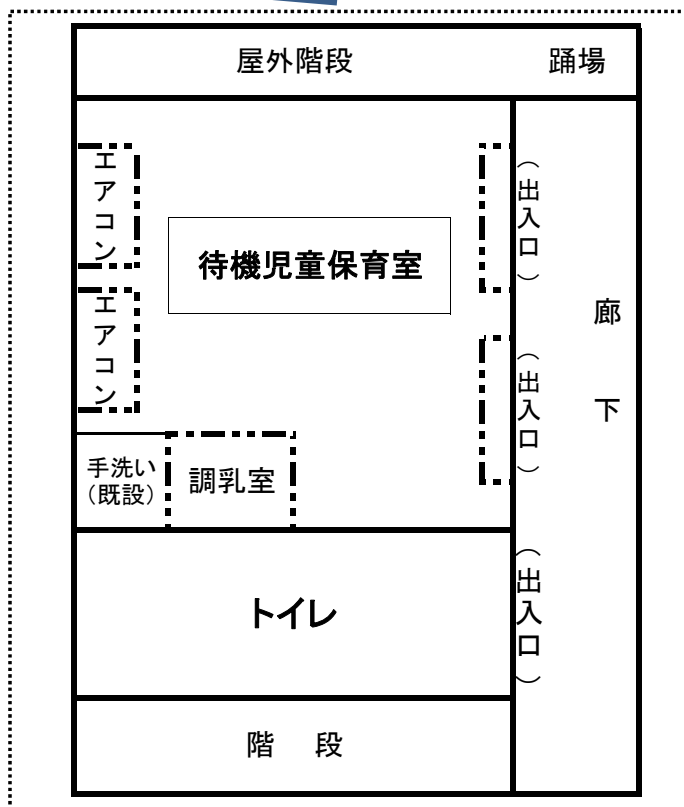 屋外階段
踊場
エアコン
（出入口）
待機児童保育室
エアコン
廊下
（出入口）
手洗い
（既設）
調乳室
トイレ
（出入口）
階　段